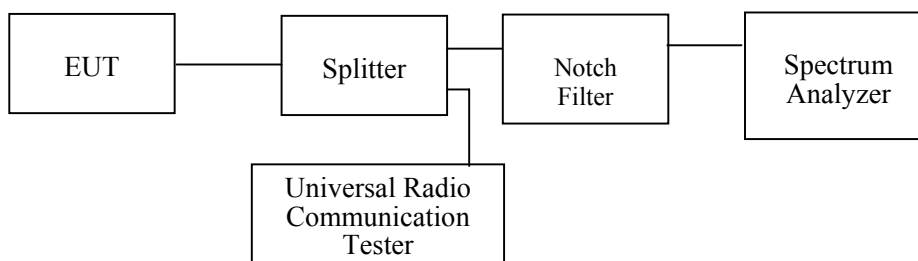 EUT
Splitter
Notch
Filter
Spectrum
Analyzer
Universal Radio
Communication
Tester